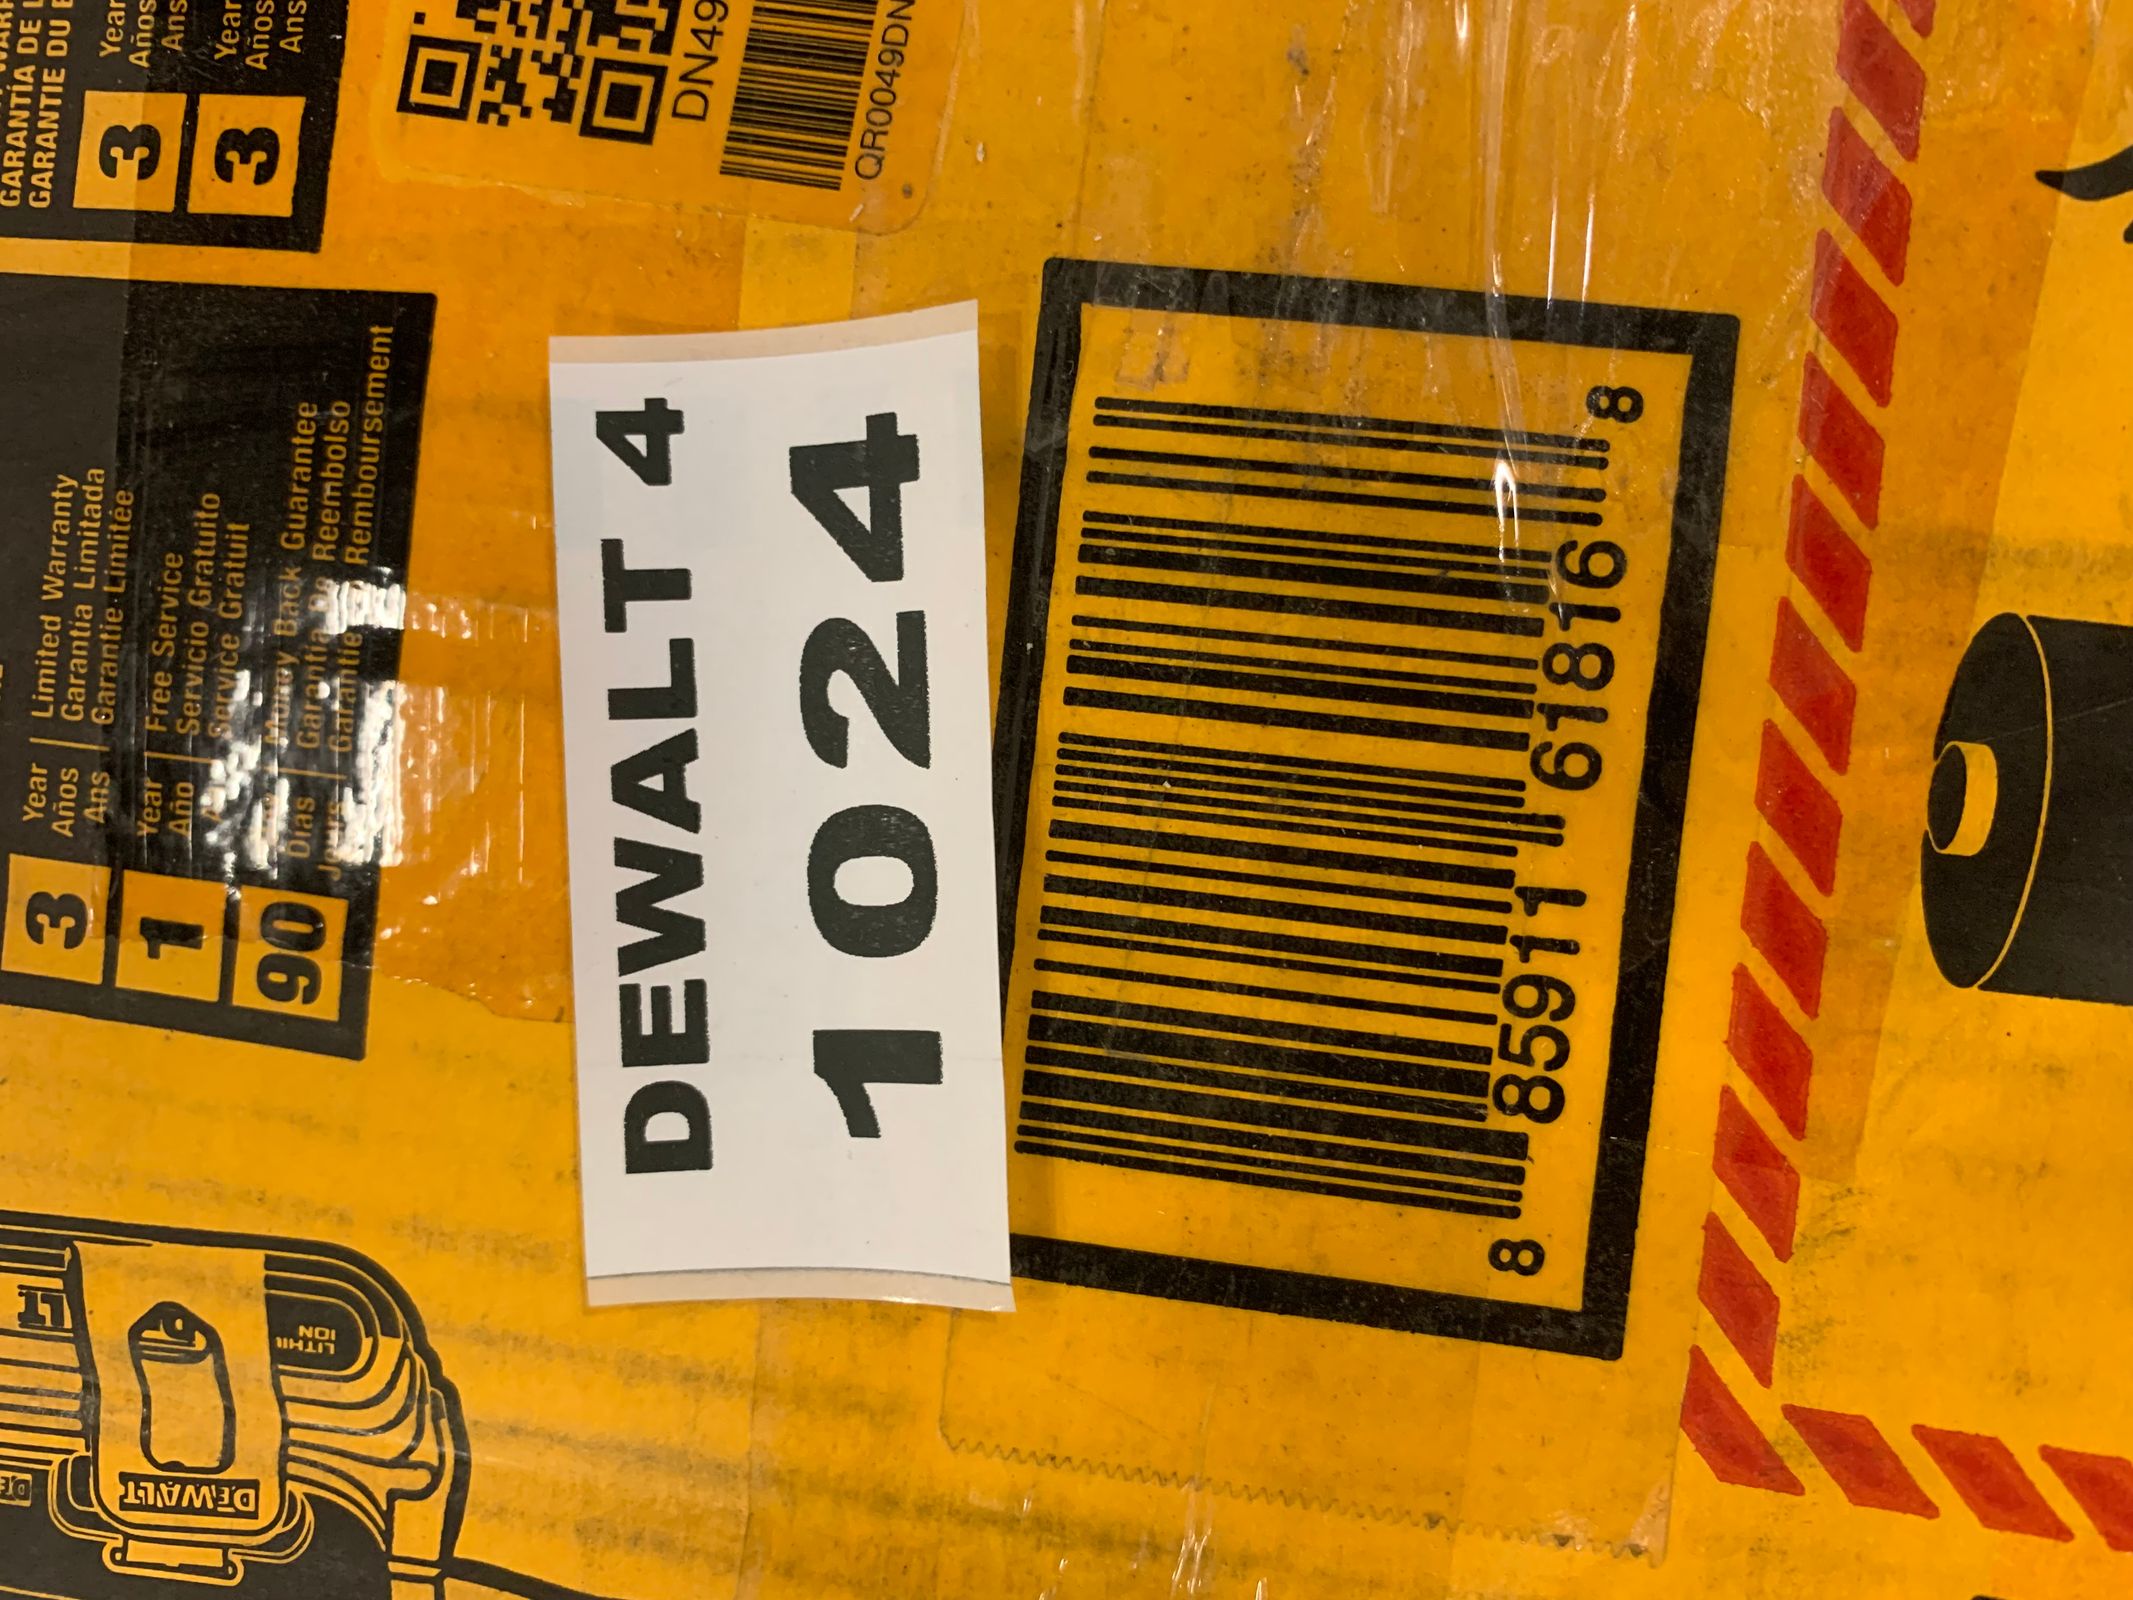 GARANTÍA DE L
GARANTIE DU F
3
Year
Años
Ans
3
Year
Años
Ans
DN49
QR0049DN
3
Year
Años
Ans
Limited Warranty
Garantia Limitada
Garantie Limitée
1
Year
Año
Free Service
Servicio Gratuito
Service Gratuit
90
Días
Jours
Money Back Guarantee
Garantía Reembolso
Garantie Remboursement
DEWALT 4
1024
8 85911 61816 8
LITHI
ION
DEWALT